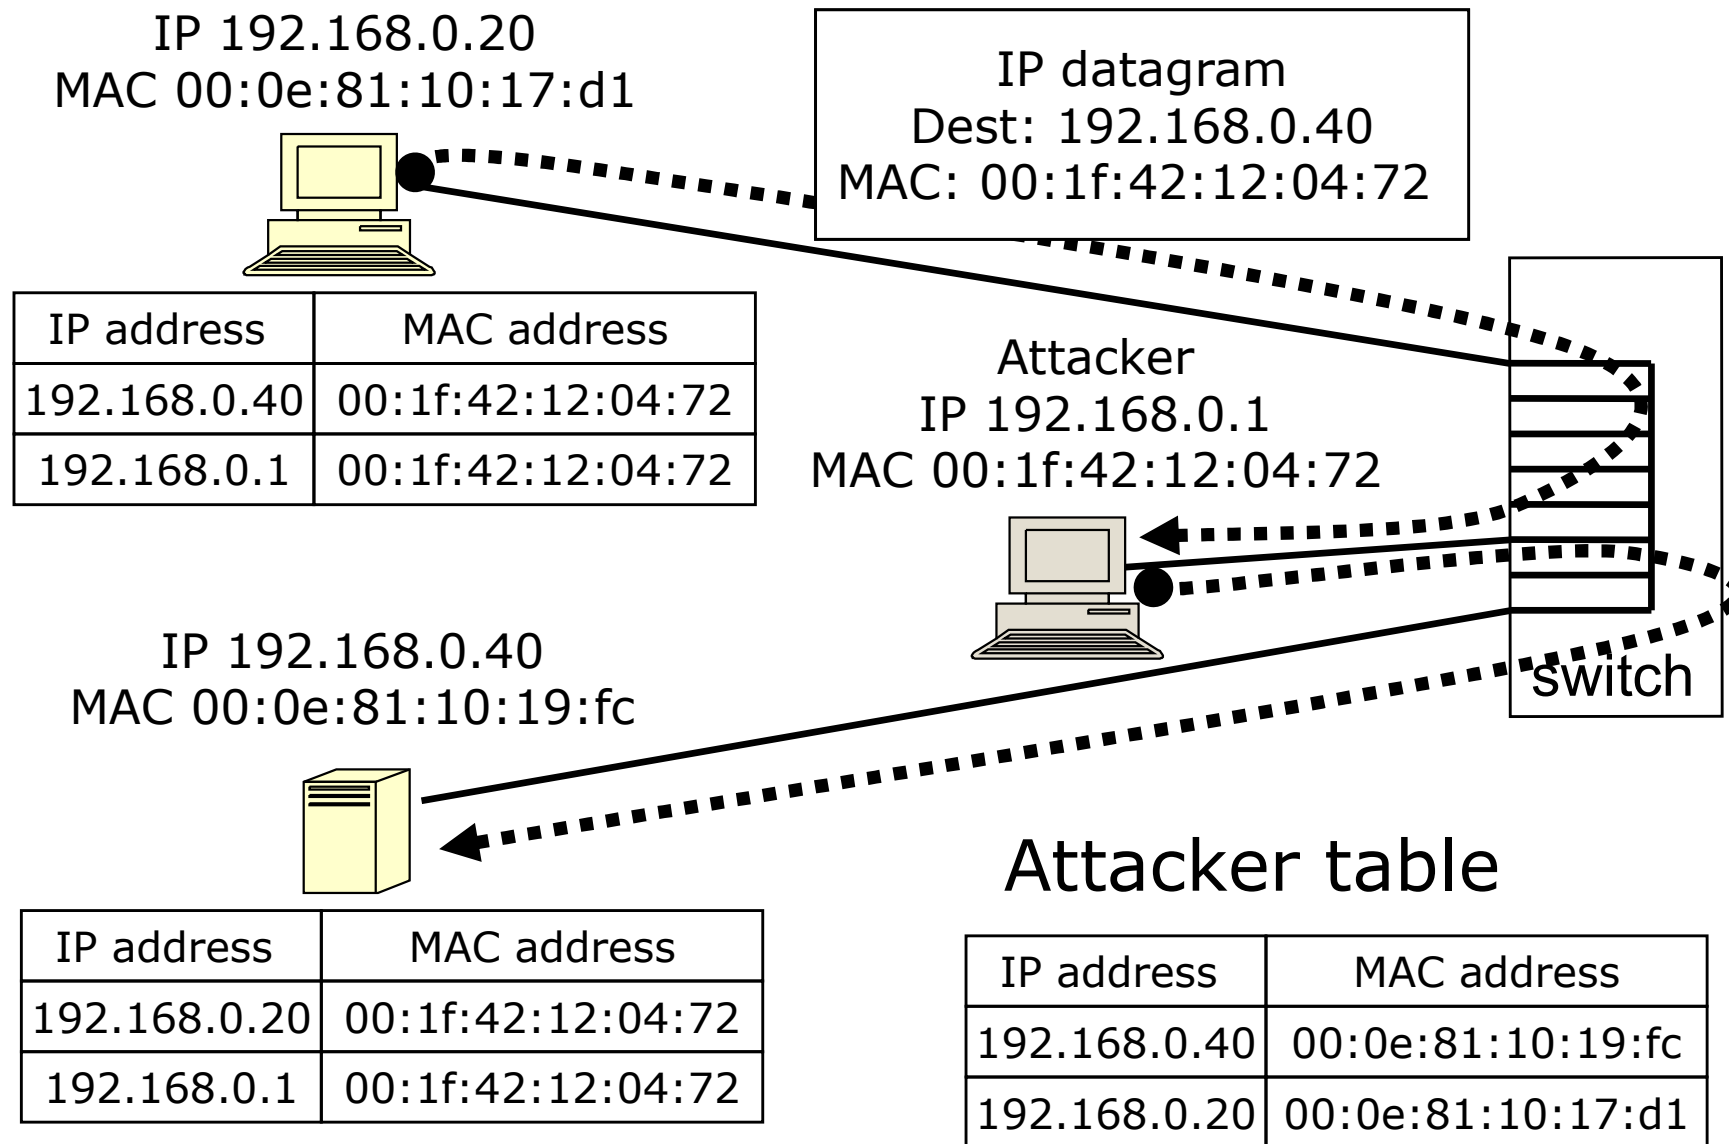 IP 192.168.0.20
MAC 00:0e:81:10:17:d1
IP datagram
Dest: 192.168.0.40
MAC: 00:1f:42:12:04:72
IP address MAC address
192.168.0.40 00:1f:42:12:04:72
192.168.0.1 00:1f:42:12:04:72
Attacker
IP 192.168.0.1
MAC 00:1f:42:12:04:72
switch
IP 192.168.0.40
MAC 00:0e:81:10:19:fc
IP address MAC address
192.168.0.20 00:1f:42:12:04:72
192.168.0.1 00:1f:42:12:04:72
Attacker table
IP address MAC address
192.168.0.40 00:0e:81:10:19:fc
192.168.0.20 00:0e:81:10:17:d1